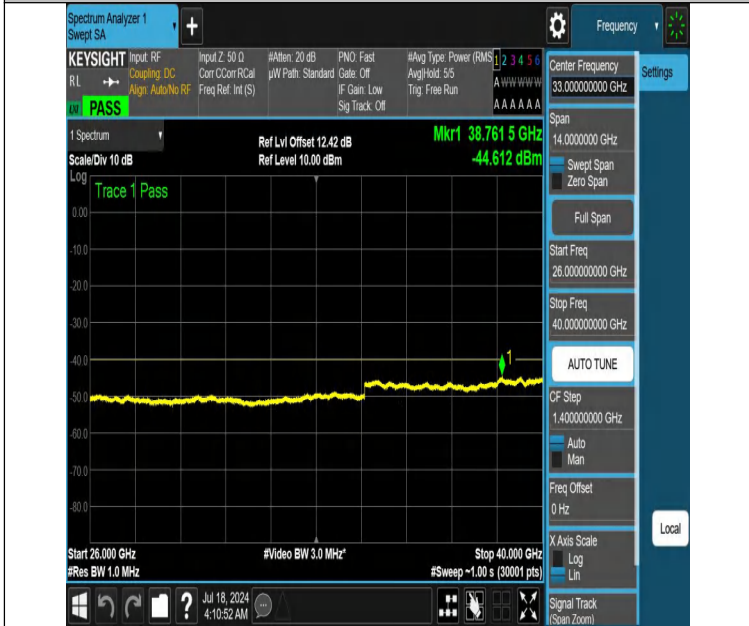 Spectrum Analyzer 1
Swept SA
+
Frequency
KEYSIGHT
RL
LXI
PASS
Input: RF
Coupling: DC
Align: Auto/No RF
Input Z: 50 Ω
Corr CCorr RCal
Freq Ref: Int (S)
#Atten: 20 dB
µW Path: Standard
PNO: Fast
Gate: Off
IF Gain: Low
Sig Track: Off
#Avg Type: Power (RMS
Avg|Hold: 5/5
Trig: Free Run
1 2 3 4 5 6
A W W W W W
A A A A A A
1 Spectrum
Scale/Div 10 dB
Ref Lvl Offset 12.42 dB
Ref Level 10.00 dBm
Mkr1 38.761 5 GHz
-44.612 dBm
Log
Trace 1 Pass
0.00
-10.0
-20.0
-30.0
-40.0
-50.0
-60.0
-70.0
-80.0
1
Start 26.000 GHz
#Res BW 1.0 MHz
#Video BW 3.0 MHz*
Stop 40.000 GHz
#Sweep ~1.00 s (30001 pts)
?
Jul 18, 2024
4:10:52 AM
Center Frequency
33.000000000 GHz
Settings
Span
14.0000000 GHz
Swept Span
Zero Span
Full Span
Start Freq
26.000000000 GHz
Stop Freq
40.000000000 GHz
AUTO TUNE
CF Step
1.400000000 GHz
Auto
Man
Freq Offset
0 Hz
X Axis Scale
Log
Lin
Local
Signal Track
(Span Zoom)